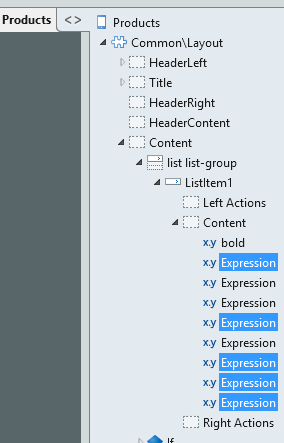 Products <>
Products
Common\Layout
HeaderLeft
Title
HeaderRight
HeaderContent
Content
list list-group
ListItem1
Left Actions
Content
x.y bold
x.y Expression
x.y Expression
x.y Expression
x.y Expression
x.y Expression
x.y Expression
x.y Expression
x.y Expression
Right Actions
If